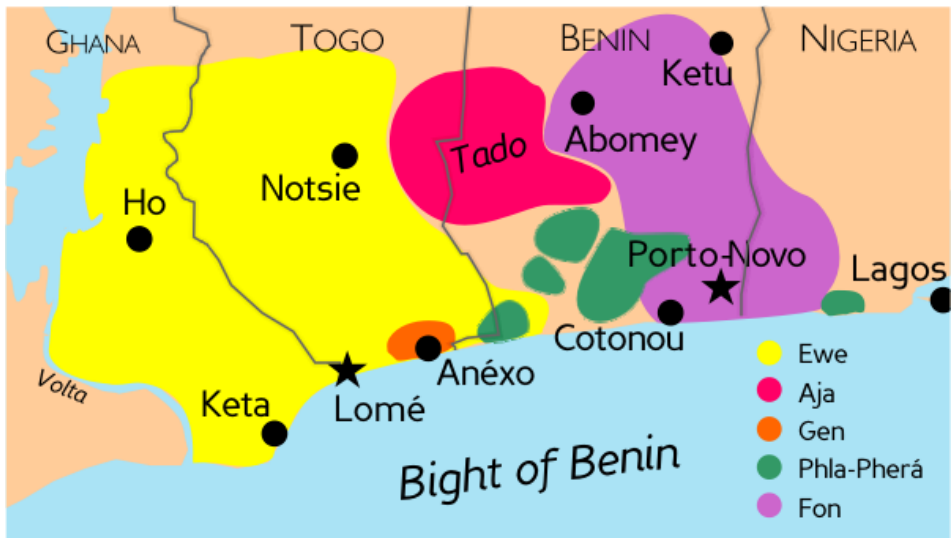 GHANA
TOGO
BENIN
NIGERIA
Ketu
Abomey
Tado
Notsie
Ho
Porto-Novo
Lagos
Cotonou
Anéxo
Volta
Keta
Lomé
Bight of Benin
Ewe
Aja
Gen
Phla-Pherá
Fon